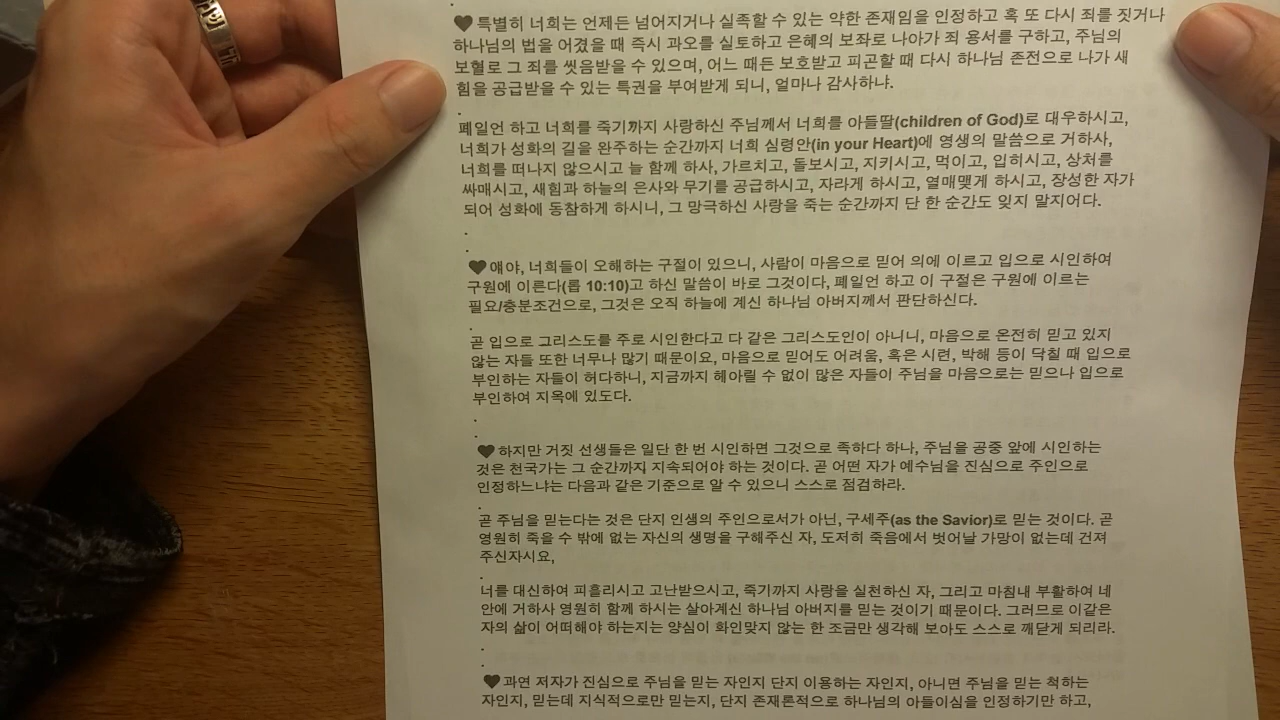 ♥ 특별히 너희는 언제든 넘어지거나 실족할 수 있는 약한 존재임을 인정하고 혹 또 다시 죄를 짓거나
하나님의 법을 어겼을 때 즉시 과오를 실토하고 은혜의 보좌로 나아가 죄 용서를 구하고, 주님의
보혈로 그 죄를 씻음받을 수 있으며, 어느 때든 보호받고 피곤할 때 다시 하나님 존전으로 나가 새
힘을 공급받을 수 있는 특권을 부여받게 되니, 얼마나 감사하냐.
.
폐일언 하고 너희를 죽기까지 사랑하신 주님께서 너희를 아들딸(children of God)로 대우하시고,
너희가 성화의 길을 완주하는 순간까지 너희 심령안(in your Heart)에 영생의 말씀으로 거하사,
너희를 떠나지 않으시고 늘 함께 하사, 가르치고, 돌보시고, 지키시고, 먹이고, 입히시고, 상처를
싸매시고, 새힘과 하늘의 은사와 무기를 공급하시고, 자라게 하시고, 열매맺게 하시고, 장성한 자가
되어 성화에 동참하게 하시니, 그 망극하신 사랑을 죽는 순간까지 단 한 순간도 잊지 말지어다.
.
.
♥ 얘야, 너희들이 오해하는 구절이 있으니, 사람이 마음으로 믿어 의에 이르고 입으로 시인하여
구원에 이른다(롬 10:10)고 하신 말씀이 바로 그것이다, 폐일언 하고 이 구절은 구원에 이르는
필요/충분조건으로, 그것은 오직 하늘에 계신 하나님 아버지께서 판단하신다.
.
곧 입으로 그리스도를 주로 시인한다고 다 같은 그리스도인이 아니니, 마음으로 온전히 믿고 있지
않는 자들 또한 너무나 많기 때문이요, 마음으로 믿어도 어려움, 혹은 시련, 박해 등이 닥칠 때 입으로
부인하는 자들이 허다하니, 지금까지 헤아릴 수 없이 많은 자들이 주님을 마음으로는 믿으나 입으로
부인하여 지옥에 있도다.
.
.
♥ 하지만 거짓 선생들은 일단 한 번 시인하면 그것으로 족하다 하나, 주님을 공중 앞에 시인하는
것은 천국가는 그 순간까지 지속되어야 하는 것이다. 곧 어떤 자가 예수님을 진심으로 주인으로
인정하느냐는 다음과 같은 기준으로 알 수 있으니 스스로 점검하라.
.
곧 주님을 믿는다는 것은 단지 인생의 주인으로서가 아닌, 구세주(as the Savior)로 믿는 것이다. 곧
영원히 죽을 수 밖에 없는 자신의 생명을 구해주신 자, 도저히 죽음에서 벗어날 가망이 없는데 건져
주신자시요,
.
너를 대신하여 피흘리시고 고난받으시고, 죽기까지 사랑을 실천하신 자, 그리고 마침내 부활하여 네
안에 거하사 영원히 함께 하시는 살아계신 하나님 아버지를 믿는 것이기 때문이다. 그러므로 이같은
자의 삶이 어떠해야 하는지는 양심이 화인맞지 않는 한 조금만 생각해 보아도 스스로 깨닫게 되리라.
.
.
♥ 과연 저자가 진심으로 주님을 믿는 자인지 단지 이용하는 자인지, 아니면 주님을 믿는 척하는
자인지, 믿는데 지식적으로만 믿는지, 단지 존재론적으로 하나님의 아들이심을 인정하기만 하고,